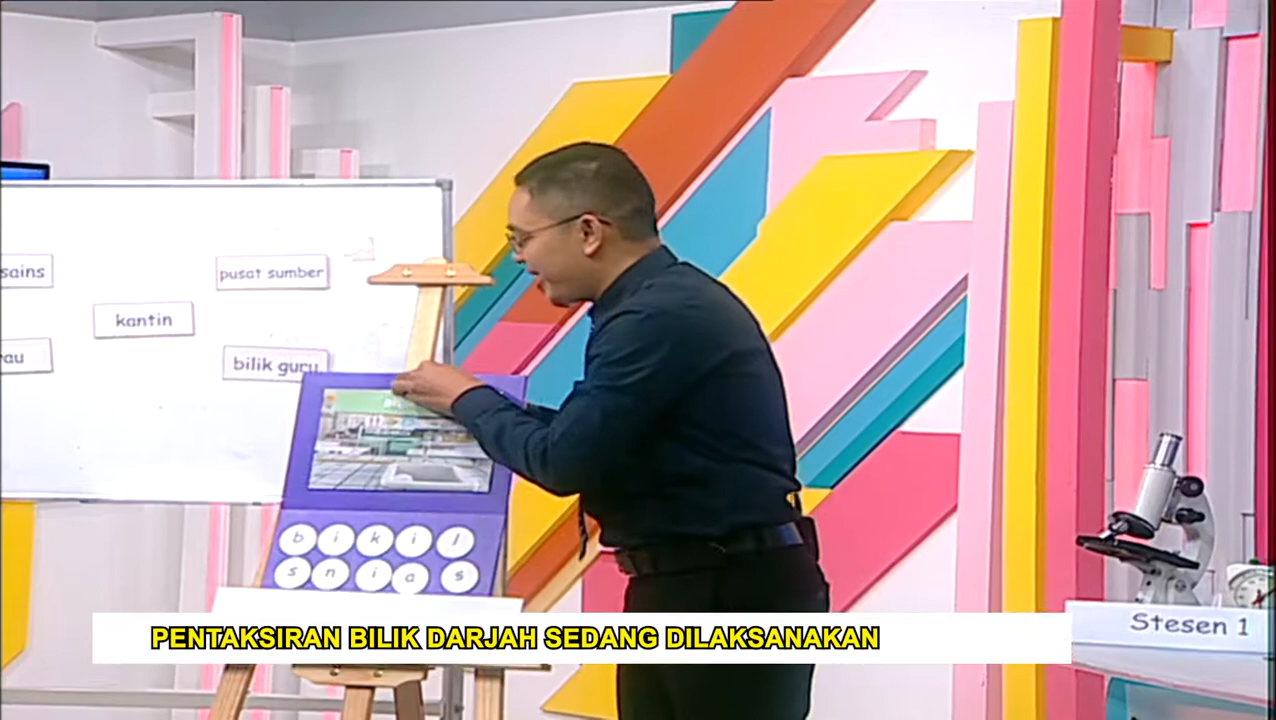 sains
pusat sumber
kantin
bilik guru
b i k i l
s n i a s
Stesen 1
PENTAKSIRAN BILIK DARJAH SEDANG DILAKSANAKAN